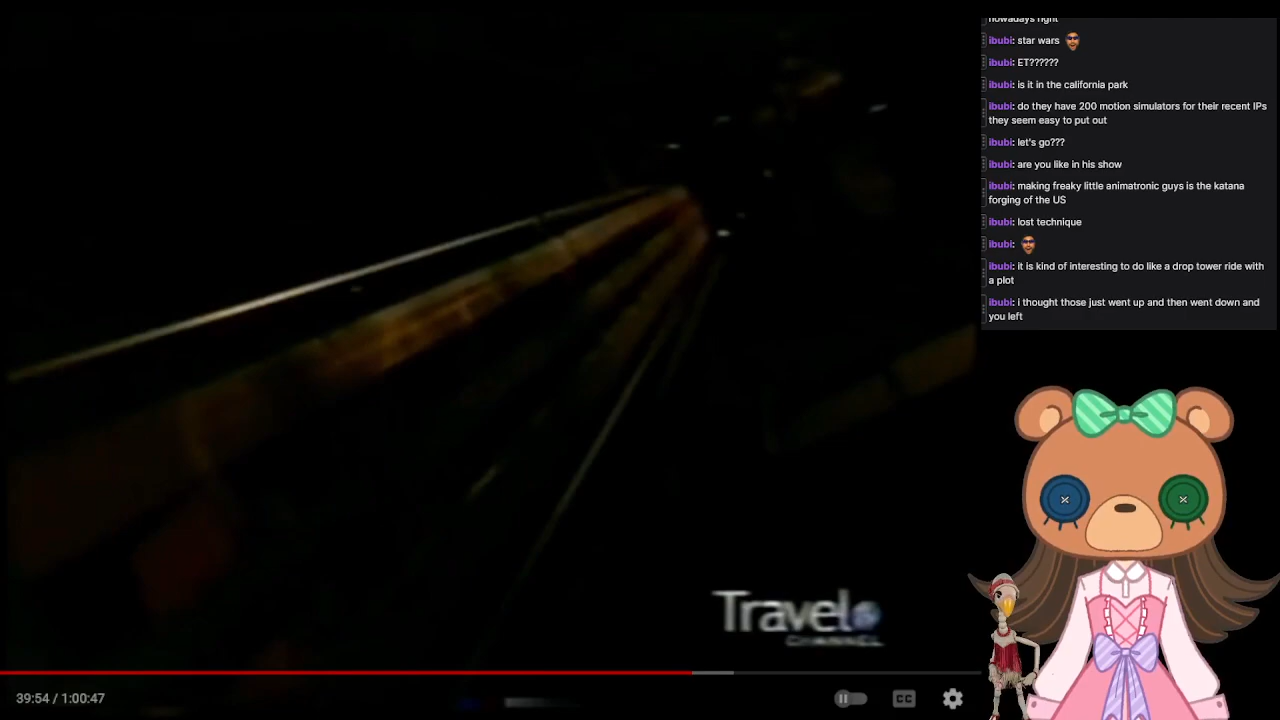 nowadays right
ibubi: star wars
ibubi: ET??????
ibubi: is it in the california park
ibubi: do they have 200 motion simulators for their recent IPs
they seem easy to put out
ibubi: let's go???
ibubi: are you like in his show
ibubi: making freaky little animatronic guys is the katana
forging of the US
ibubi: lost technique
ibubi:
ibubi: it is kind of interesting to do like a drop tower ride with
a plot
ibubi: i thought those just went up and then went down and
you left
Travel
CHANNEL
39:54 / 1:00:47
CC